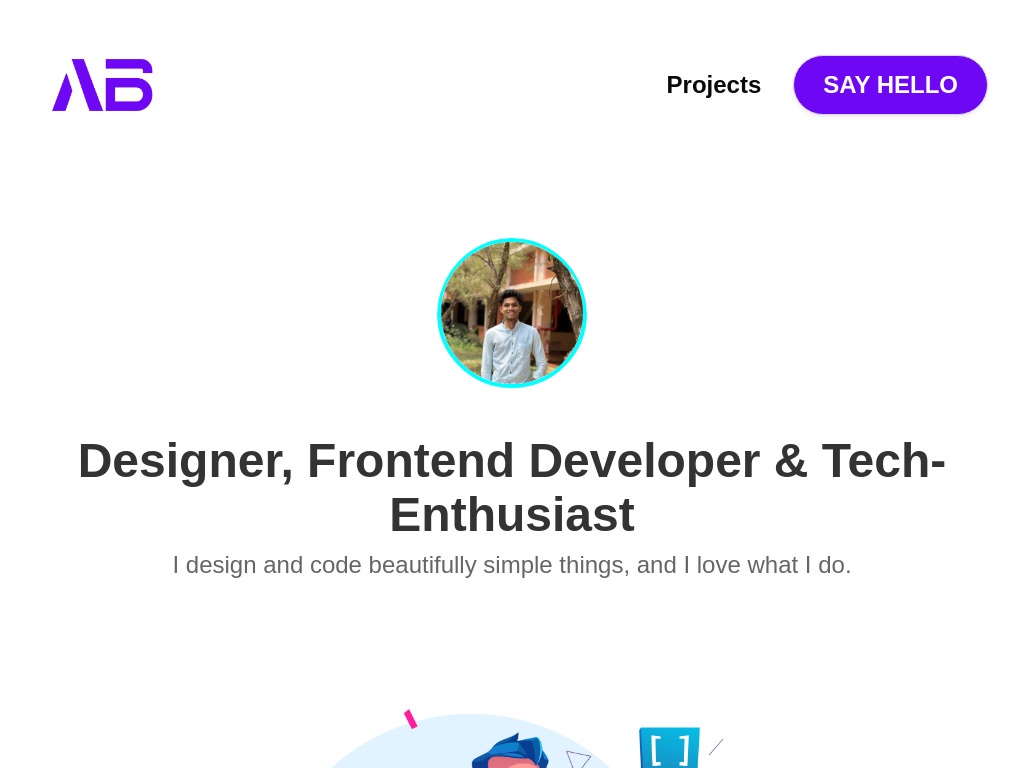 AB
Projects
SAY HELLO
Designer, Frontend Developer & Tech-
Enthusiast
I design and code beautifully simple things, and I love what I do.
[ ]